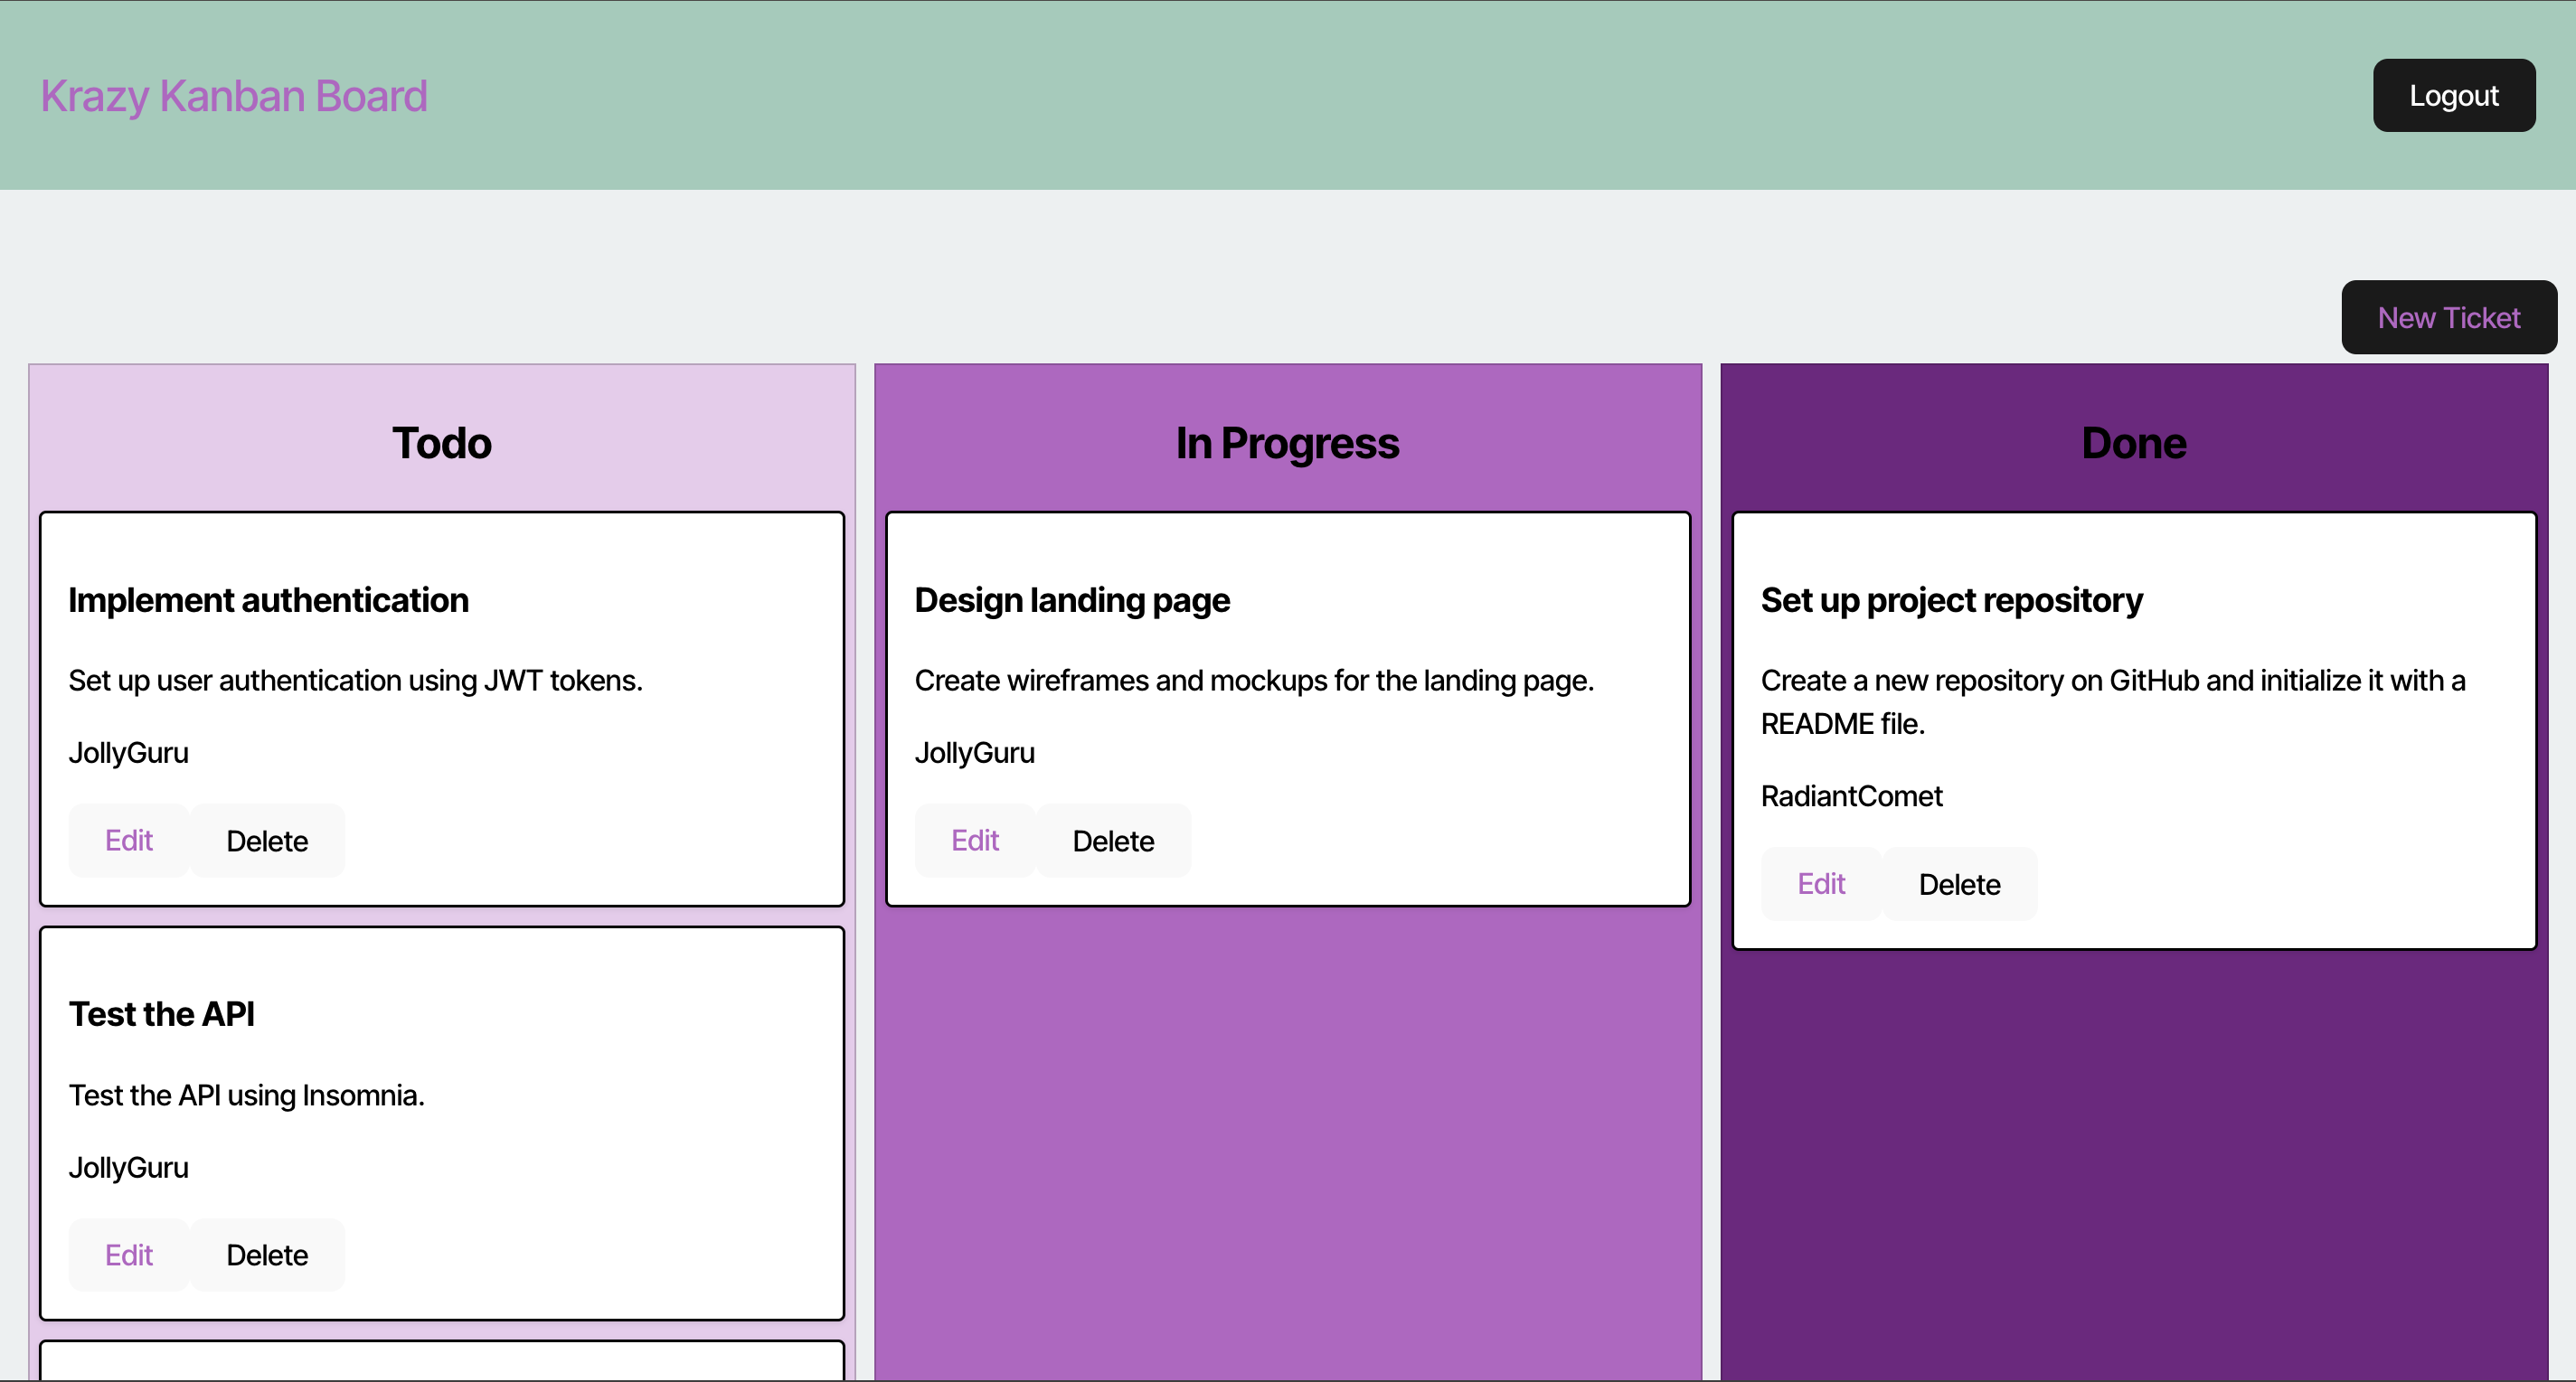 Krazy Kanban Board
Logout
New Ticket
Todo
Implement authentication
Set up user authentication using JWT tokens.
JollyGuru
Edit
Delete
Test the API
Test the API using Insomnia.
JollyGuru
Edit
Delete
In Progress
Design landing page
Create wireframes and mockups for the landing page.
JollyGuru
Edit
Delete
Done
Set up project repository
Create a new repository on GitHub and initialize it with a
README file.
RadiantComet
Edit
Delete